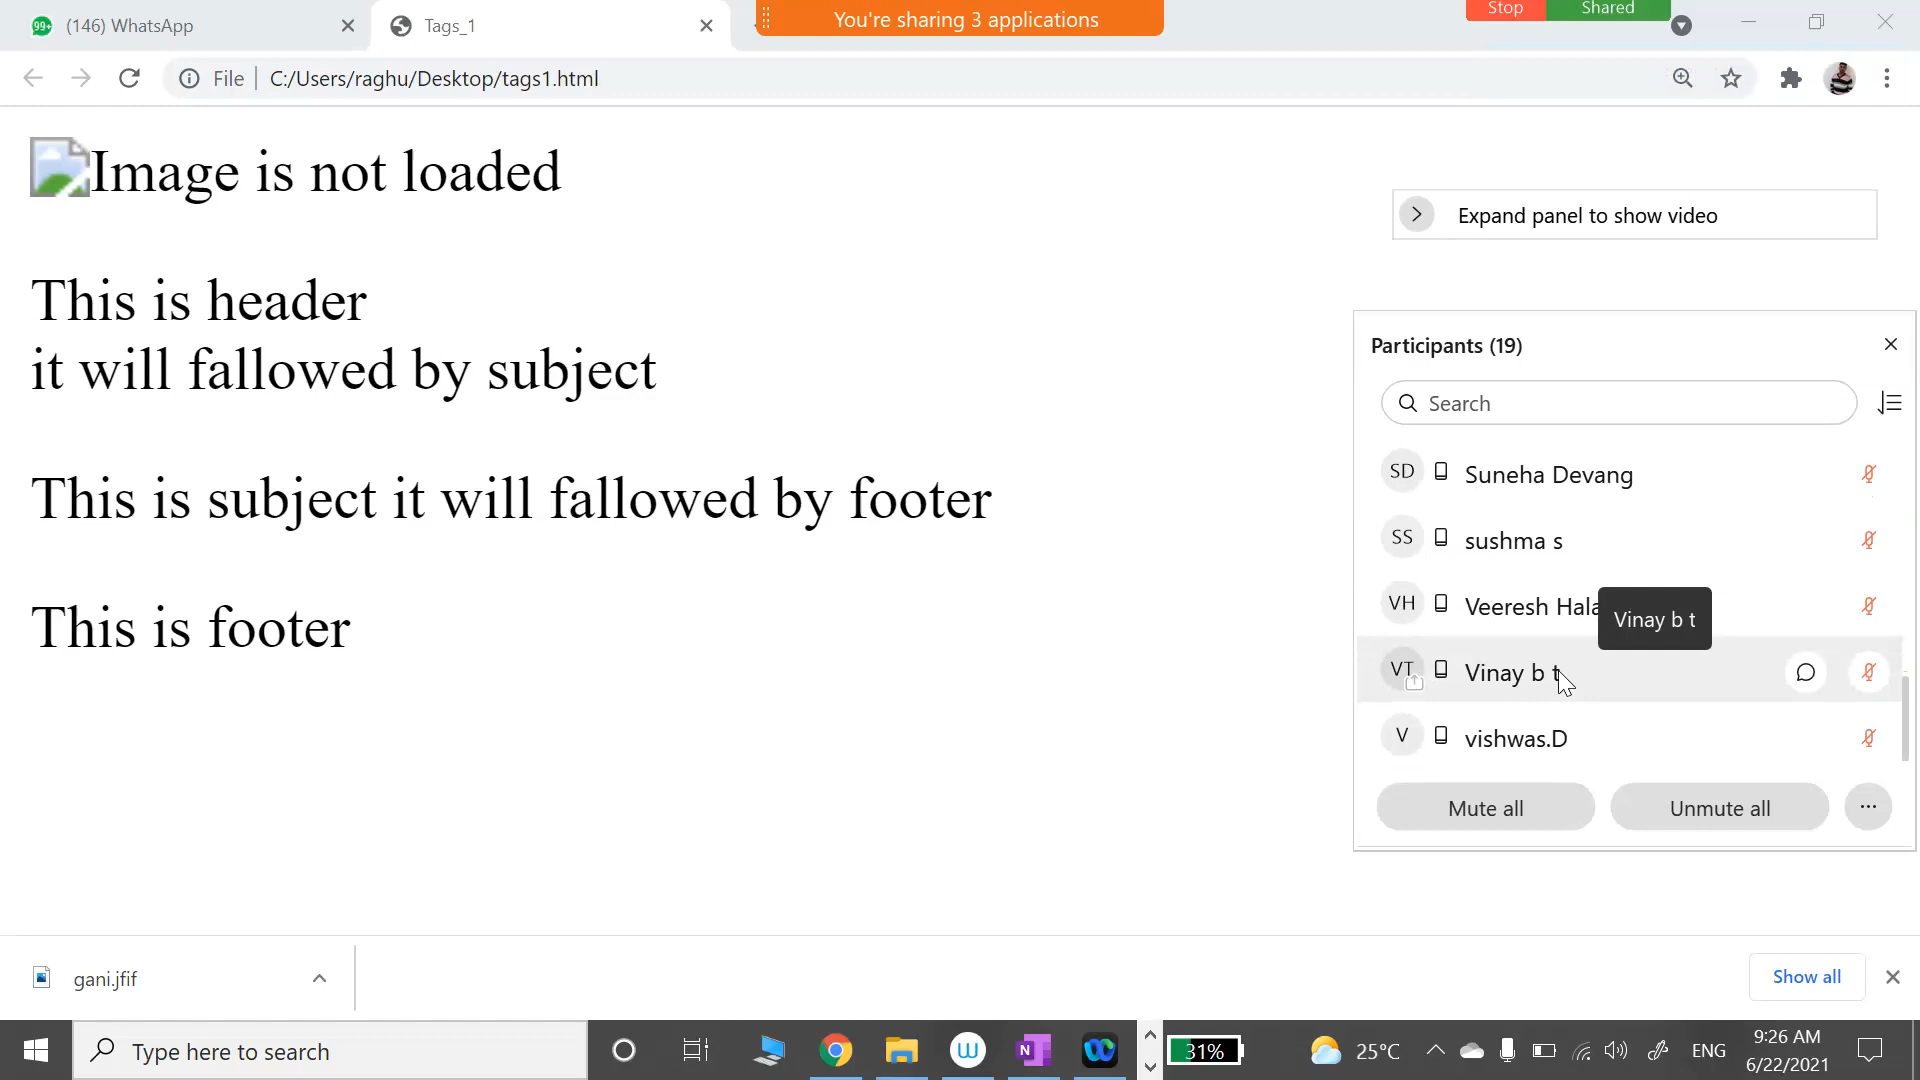 99+ (146) WhatsApp
Tags_1
You're sharing 3 applications
Stop
Shared
File
C:/Users/raghu/Desktop/tags1.html
Image is not loaded
This is header
it will fallowed by subject
This is subject it will fallowed by footer
This is footer
Expand panel to show video
Participants (19)
Search
SD Suneha Devang
SS sushma s
VH Veeresh Hala
Vinay b t
VT Vinay b t
V vishwas.D
Mute all
Unmute all
gani.jfif
Show all
Type here to search
31%
25°C
ENG
9:26 AM
6/22/2021